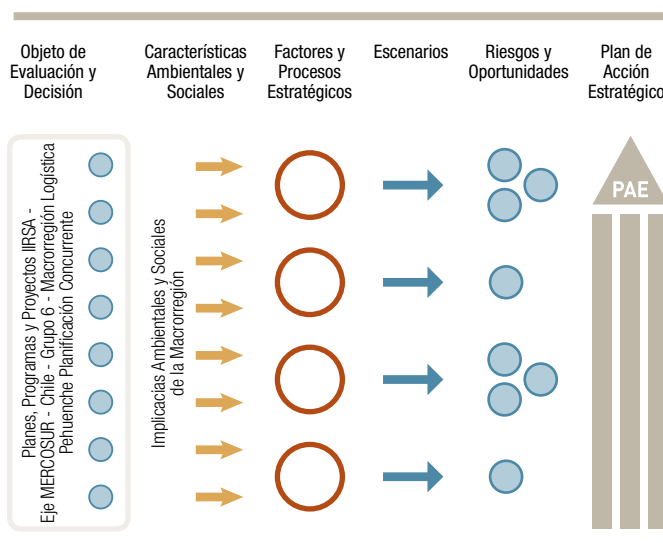 Objeto de
Evaluación y
Decisión
Características
Ambientales y
Sociales
Factores y
Procesos
Estratégicos
Escenarios
Riesgos y
Oportunidades
Plan de
Acción
Estratégico
Planes, Programas y Proyectos IIRSA -
Eje MERCOSUR - Chile - Grupo 6 - Macrorregión Logística
Pehuenche Planificación Concurrente
Implicacias Ambientales y Sociales
de la Macrorregión
PAE